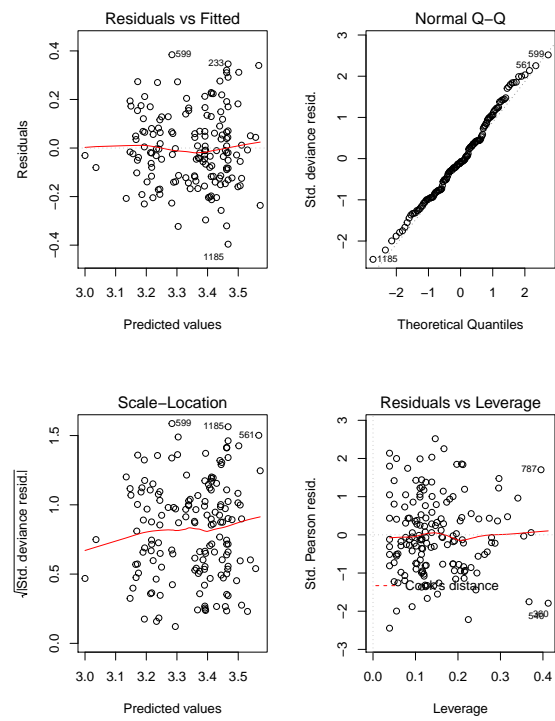 Residuals vs Fitted
Residuals
0.4
0.2
0.0
−0.2
−0.4
599
233
1185
3.0 3.1 3.2 3.3 3.4 3.5
Predicted values
Normal Q−Q
Std. deviance resid.
3
2
1
0
−1
−2
599
561
1185
−2 −1 0 1 2
Theoretical Quantiles
Scale−Location
√|Std. deviance resid.|
1.5
1.0
0.5
0.0
599
1185
561
3.0 3.1 3.2 3.3 3.4 3.5
Predicted values
Residuals vs Leverage
Std. Pearson resid.
3
2
1
0
−1
−2
−3
787
Cook's distance
540
0.0 0.1 0.2 0.3 0.4
Leverage